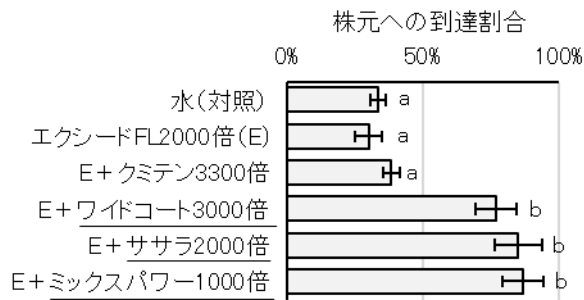 株元への到達割合
0% 50% 100%
水(対照) a
エクシードFL2000倍(E) a
E+クミテン3300倍 a
E+ワイドコート3000倍 b
E+ササラ2000倍 b
E+ミックスパワー1000倍 b